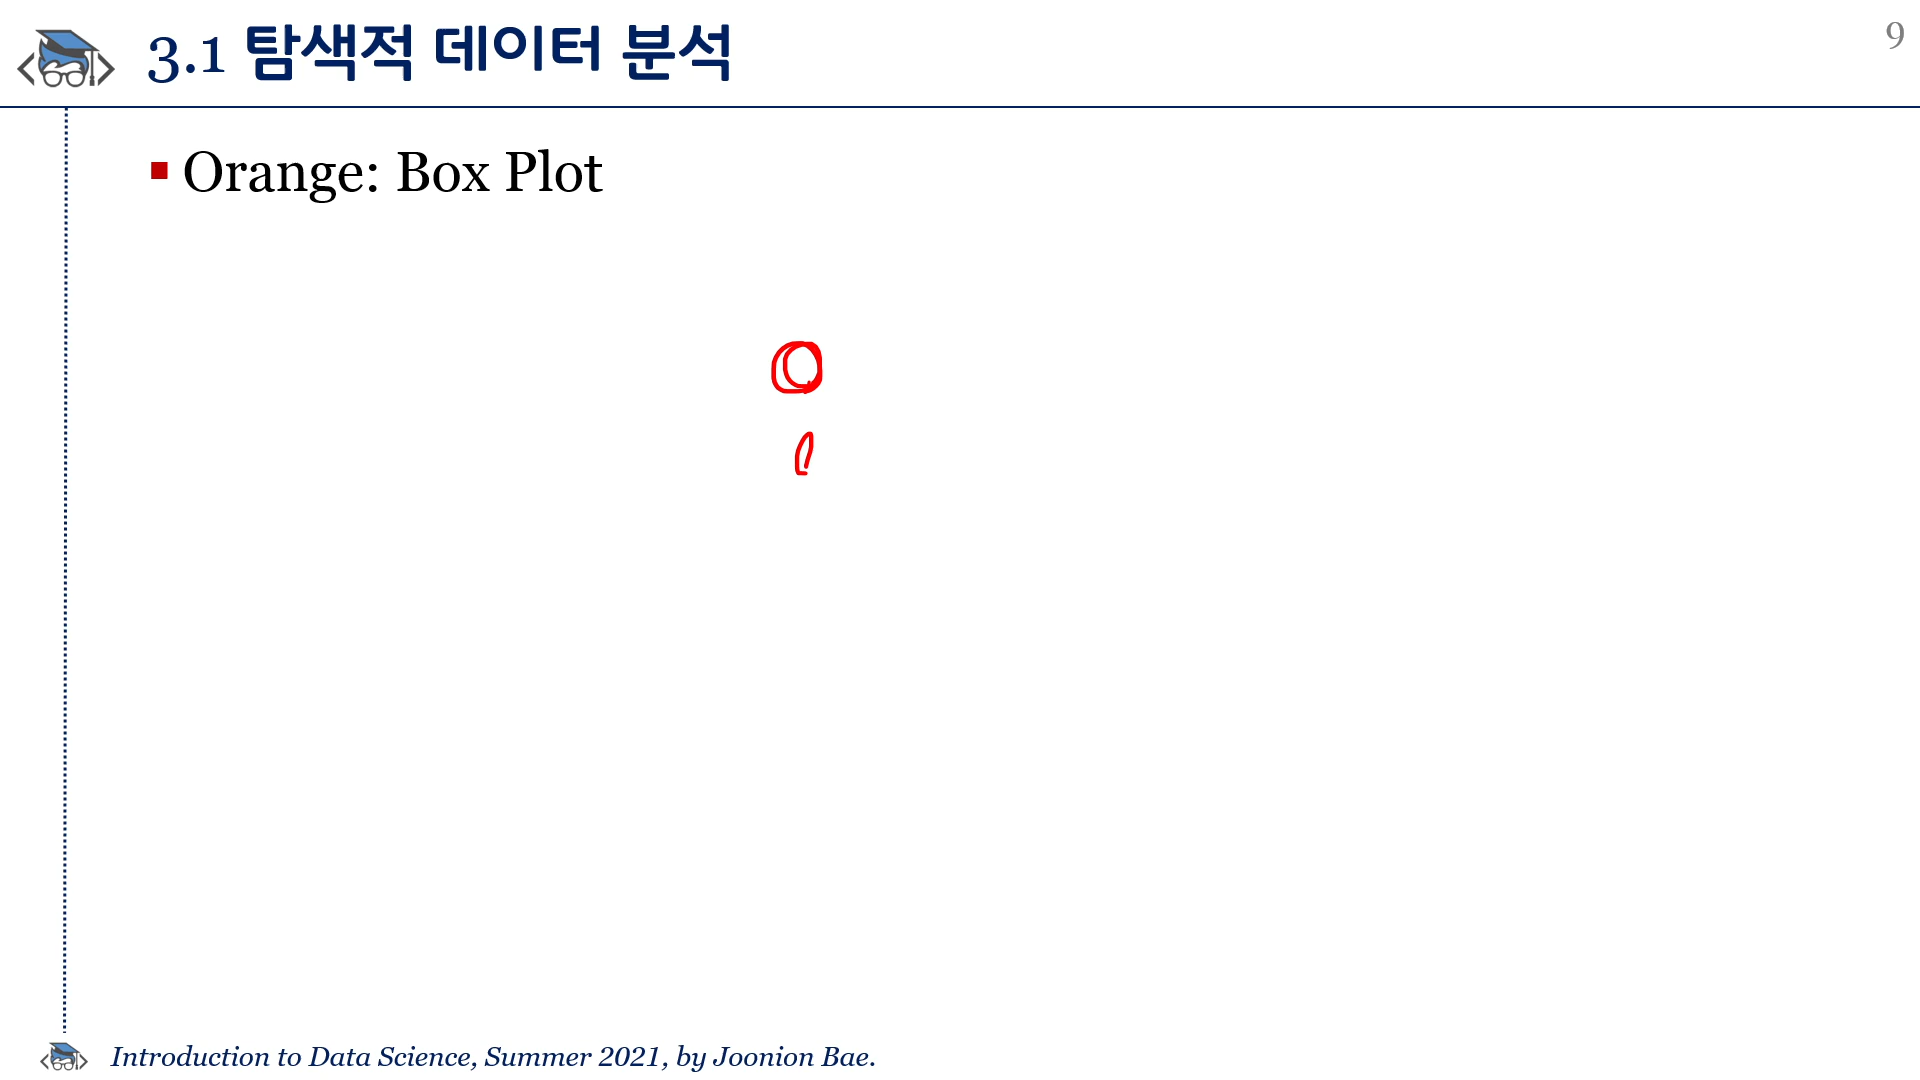 3.1 탐색적 데이터 분석
9
Orange: Box Plot
Introduction to Data Science, Summer 2021, by Joonion Bae.